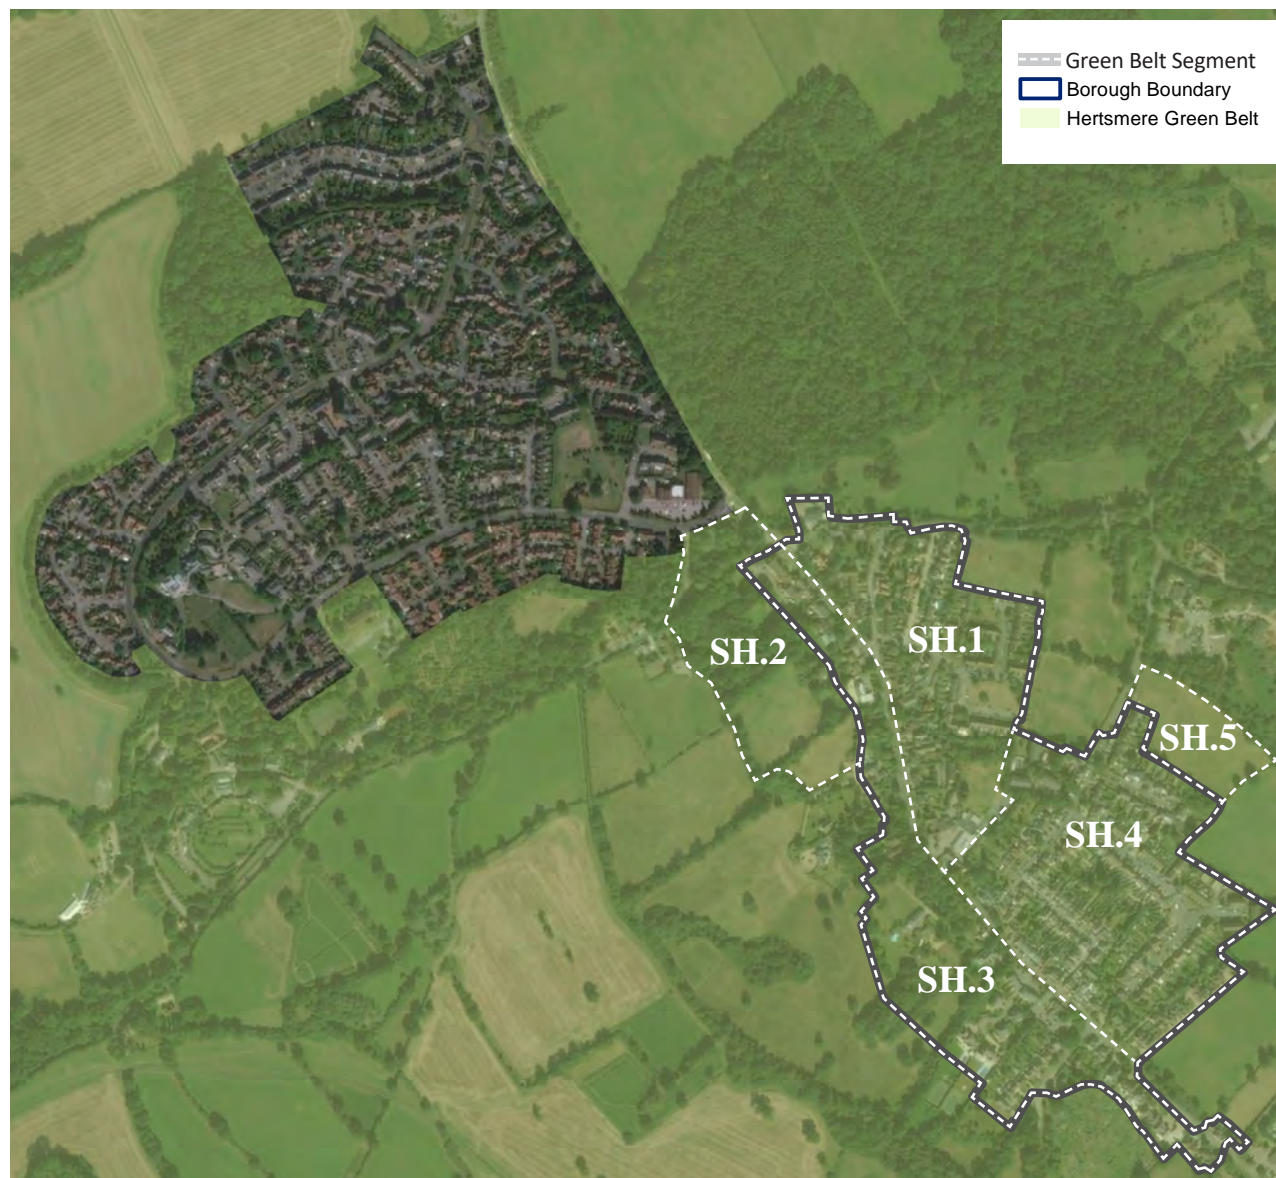 Green Belt Segment
Borough Boundary
Hertsmere Green Belt
SH.1
SH.2
SH.5
SH.4
SH.3